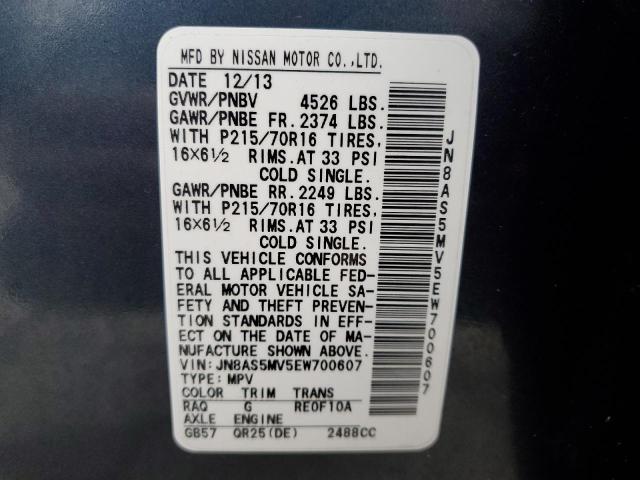 MFD BY NISSAN MOTOR CO.,LTD.
DATE 12/13
GVWR/PNBV 4526 LBS.
GAWR/PNBE FR. 2374 LBS.
WITH P215/70R16 TIRES,
16X6½ RIMS.AT 33 PSI
COLD SINGLE.
GAWR/PNBE RR. 2249 LBS.
WITH P215/70R16 TIRES,
16X6½ RIMS.AT 33 PSI
COLD SINGLE.
THIS VEHICLE CONFORMS
TO ALL APPLICABLE FED-
ERAL MOTOR VEHICLE SA-
FETY AND THEFT PREVEN-
TION STANDARDS IN EFF-
ECT ON THE DATE OF MA-
NUFACTURE SHOWN ABOVE.
VIN: JN8AS5MV5EW700607
TYPE: MPV
COLOR TRIM TRANS
RAQ G RE0F10A
AXLE ENGINE
GB57 QR25(DE) 2488CC
JN8AS5MV5EW700607